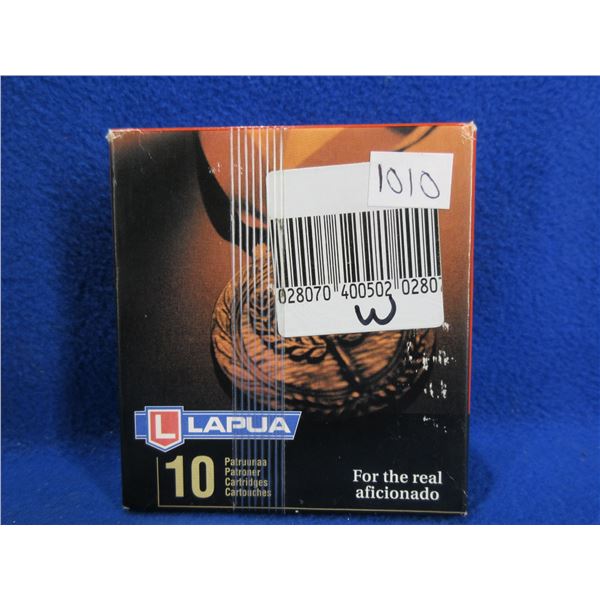 1010
028070 400502 0280
W
L LAPUA
10
Patruunaa
Patroner
Cartridges
Cartouches
For the real
aficionado